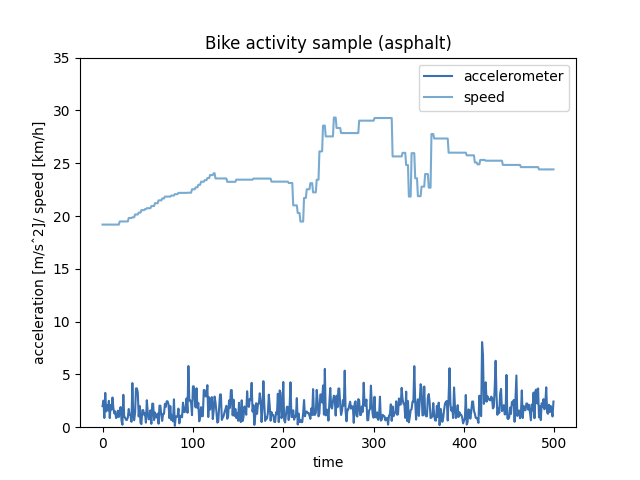 Bike activity sample (asphalt)
accelerometer
speed
acceleration [m/s^2]/ speed [km/h]
35
30
25
20
15
10
5
0
0 100 200 300 400 500
time